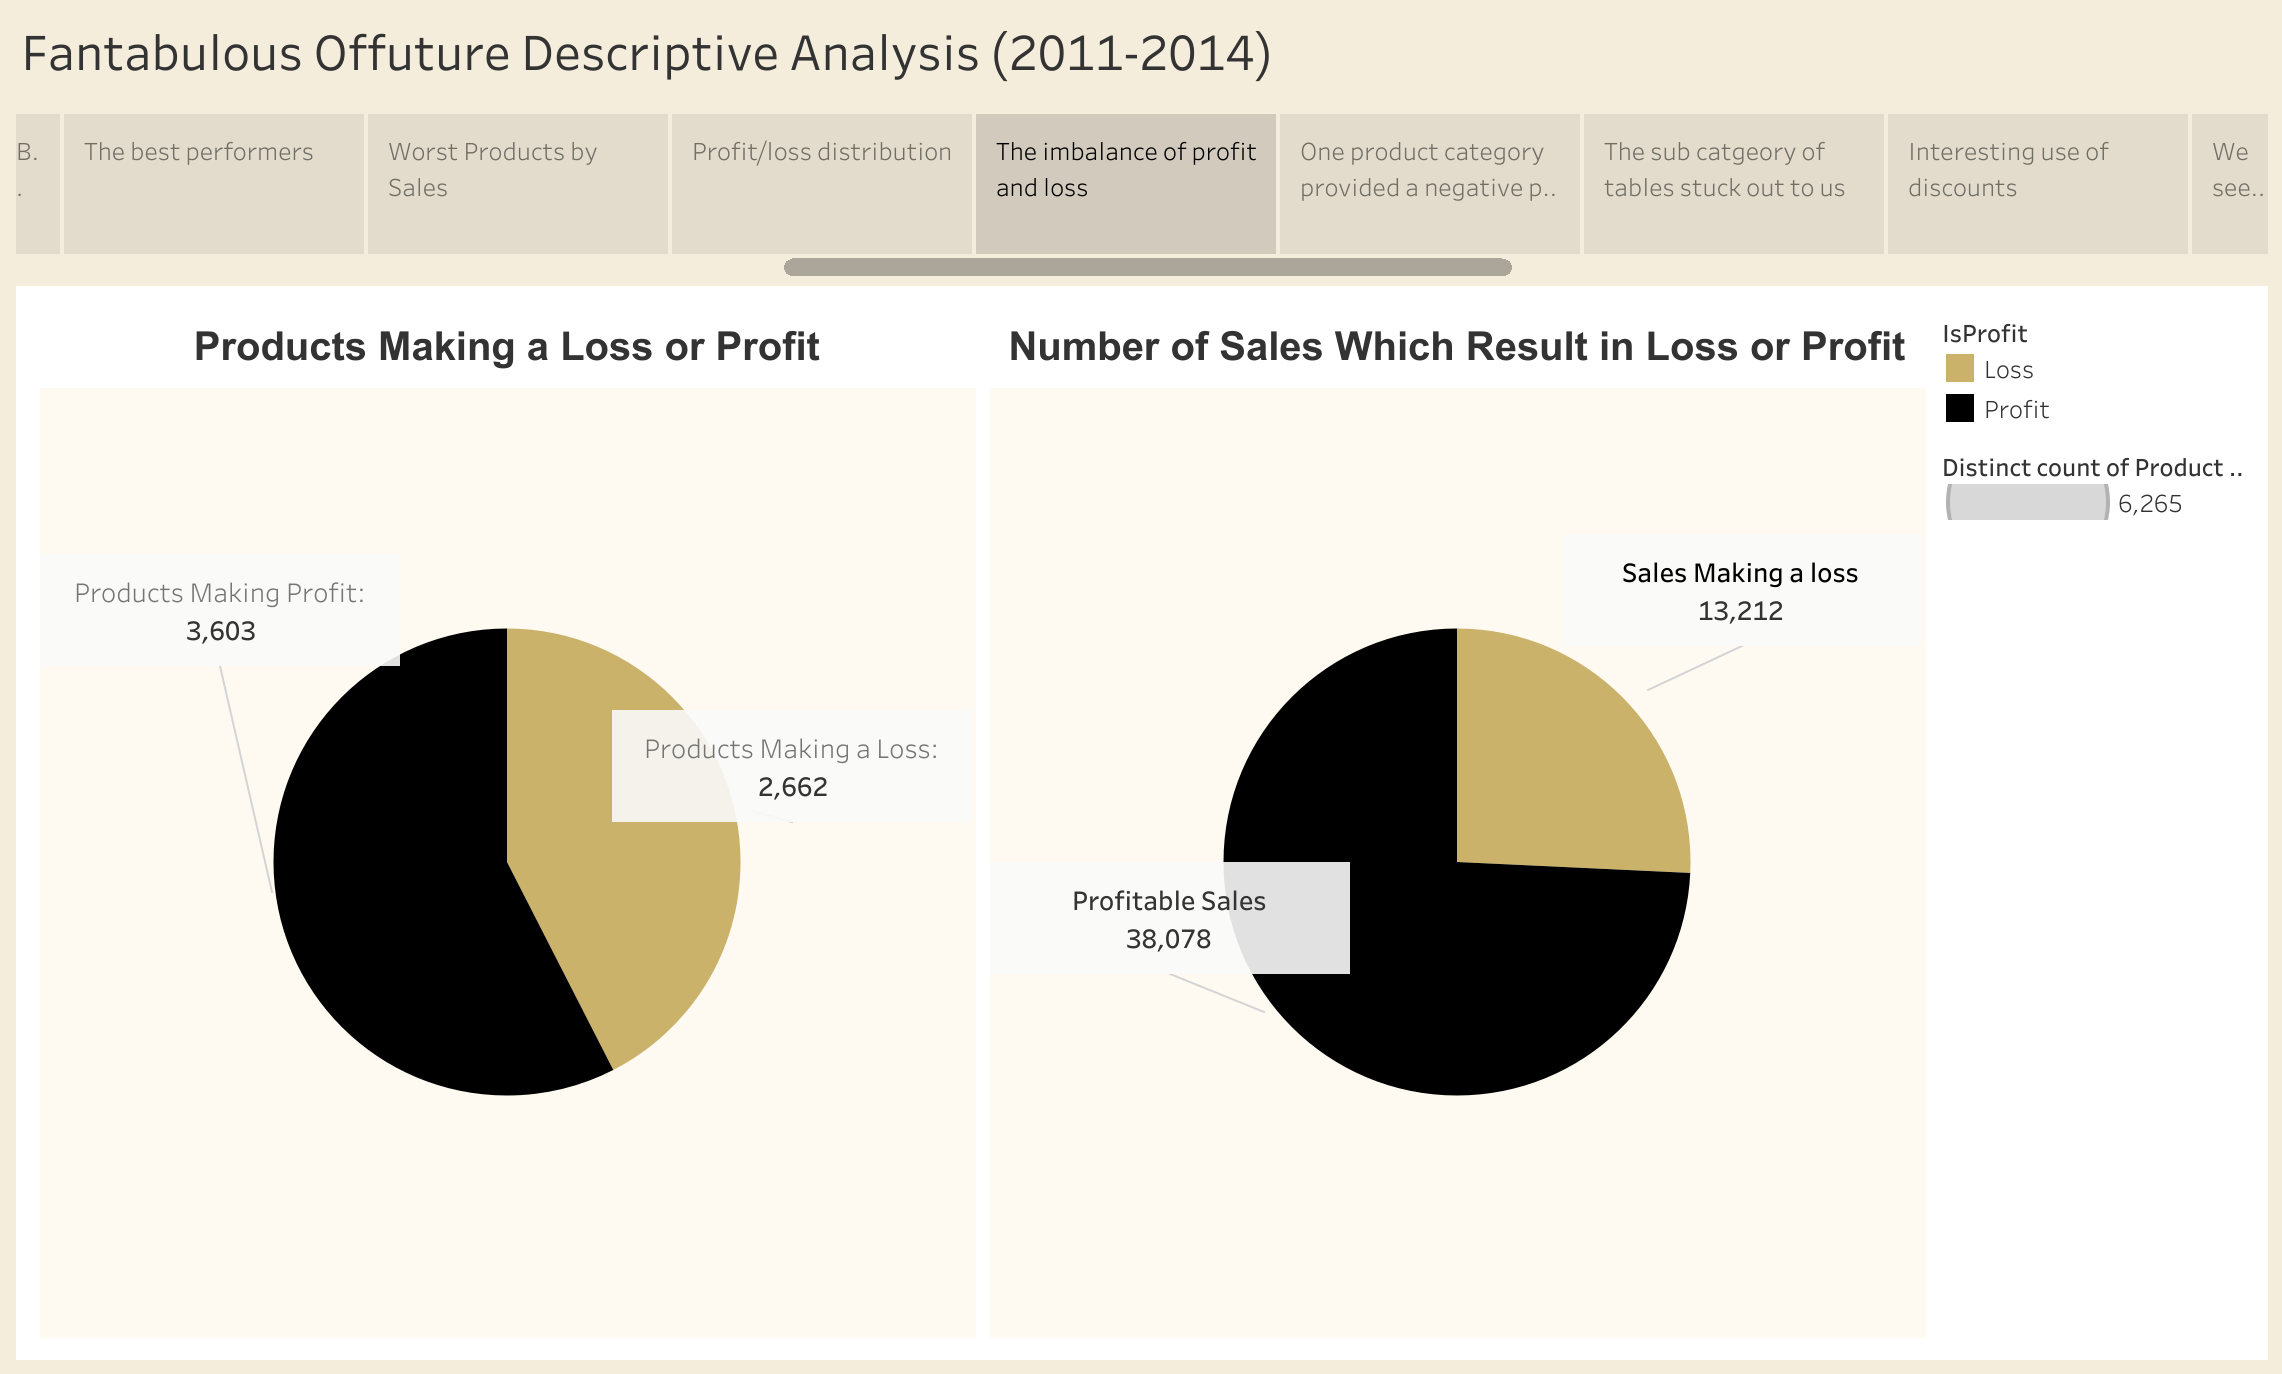 Fantabulous Offuture Descriptive Analysis (2011-2014)
B.
.
The best performers
Worst Products by
Sales
Profit/loss distribution
The imbalance of profit
and loss
One product category
provided a negative p..
The sub catgeory of
tables stuck out to us
Interesting use of
discounts
We
see..
Products Making a Loss or Profit
Products Making Profit:
3,603
Products Making a Loss:
2,662
Number of Sales Which Result in Loss or Profit
Sales Making a loss
13,212
Profitable Sales
38,078
IsProfit
Loss
Profit
Distinct count of Product ..
6,265